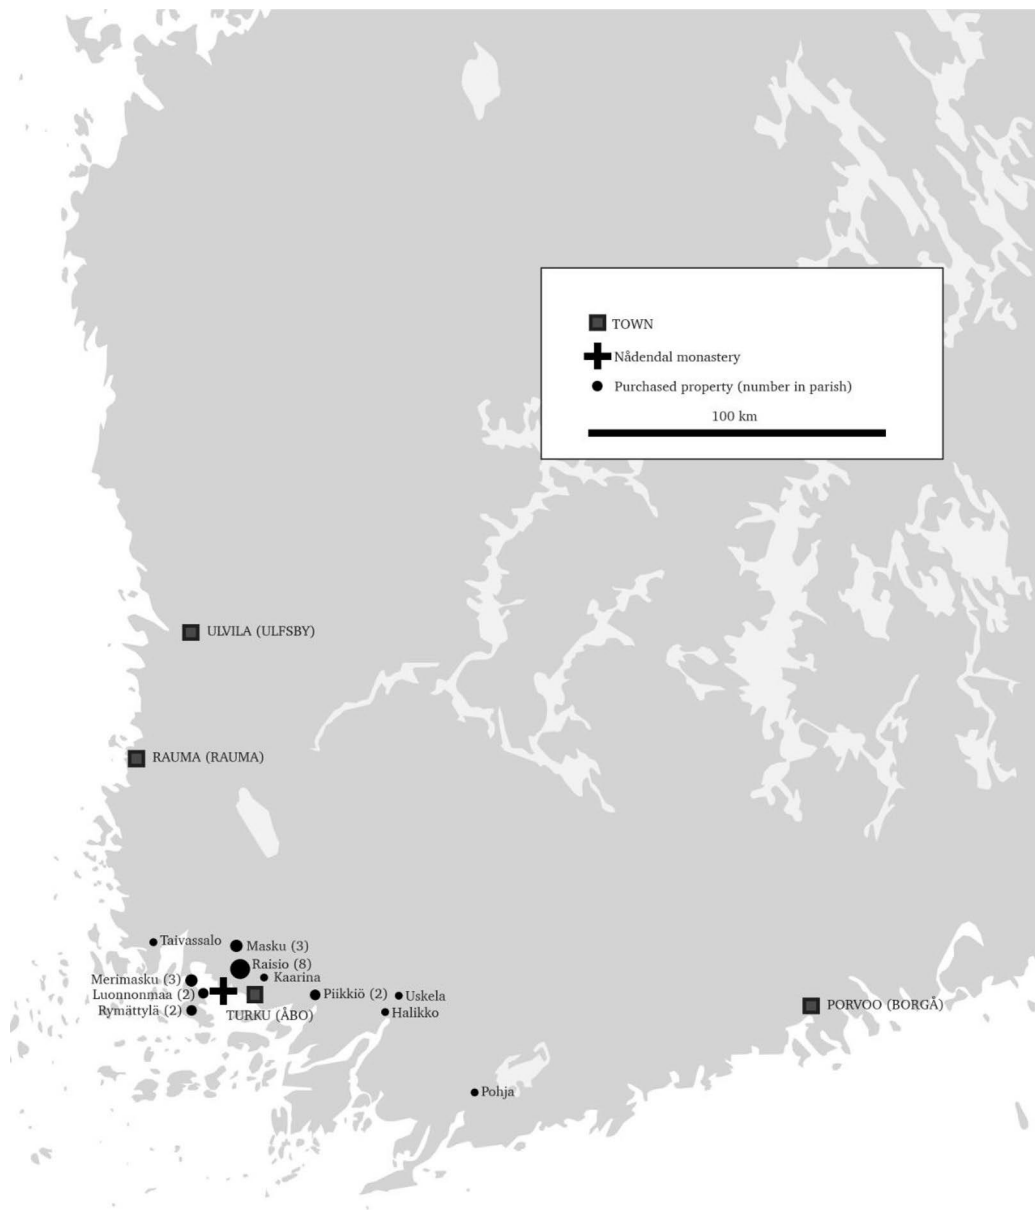 TOWN
Nådendal monastery
Purchased property (number in parish)
100 km
ULVILA (ULFSBY)
RAUMA (RAUMA)
Taivassalo
Masku (3)
Raisio (8)
Kaarina
Merimasku (3)
Luonnonmaa (2)
Rymättylä (2)
TURKU (ÅBO)
Piikkiö (2)
Uskela
Halikko
PORVOO (BORGÅ)
Pohja